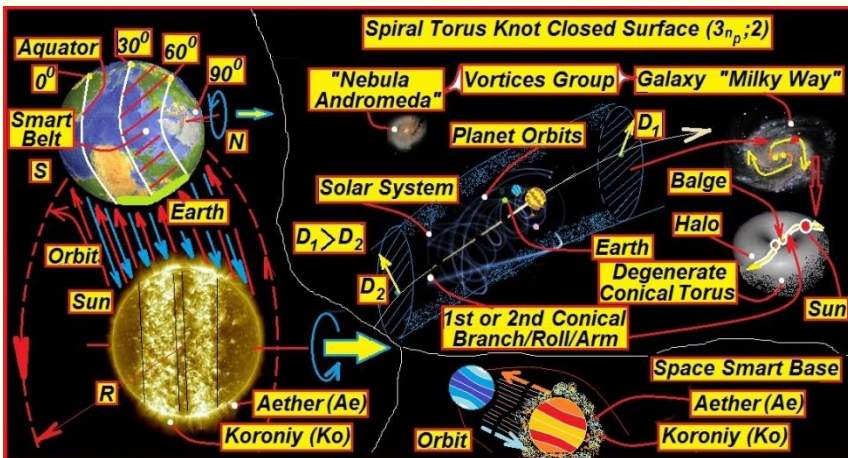 Spiral Torus Knot Closed Surface (3ₙₚ;2)
Aquator
0⁰
30⁰
60⁰
90⁰
Smart
Belt
S
N
Earth
Orbit
Sun
R
Aether (Ae)
Koroniy (Ko)
"Nebula
Andromeda"
Vortices Group
Galaxy "Milky Way"
Planet Orbits
D₁
Solar System
D₁>D₂
D₂
Earth
1st or 2nd Conical
Branch/Roll/Arm
Balge
Halo
Degenerate
Conical Torus
Sun
Space Smart Base
Aether (Ae)
Koroniy (Ko)
Orbit